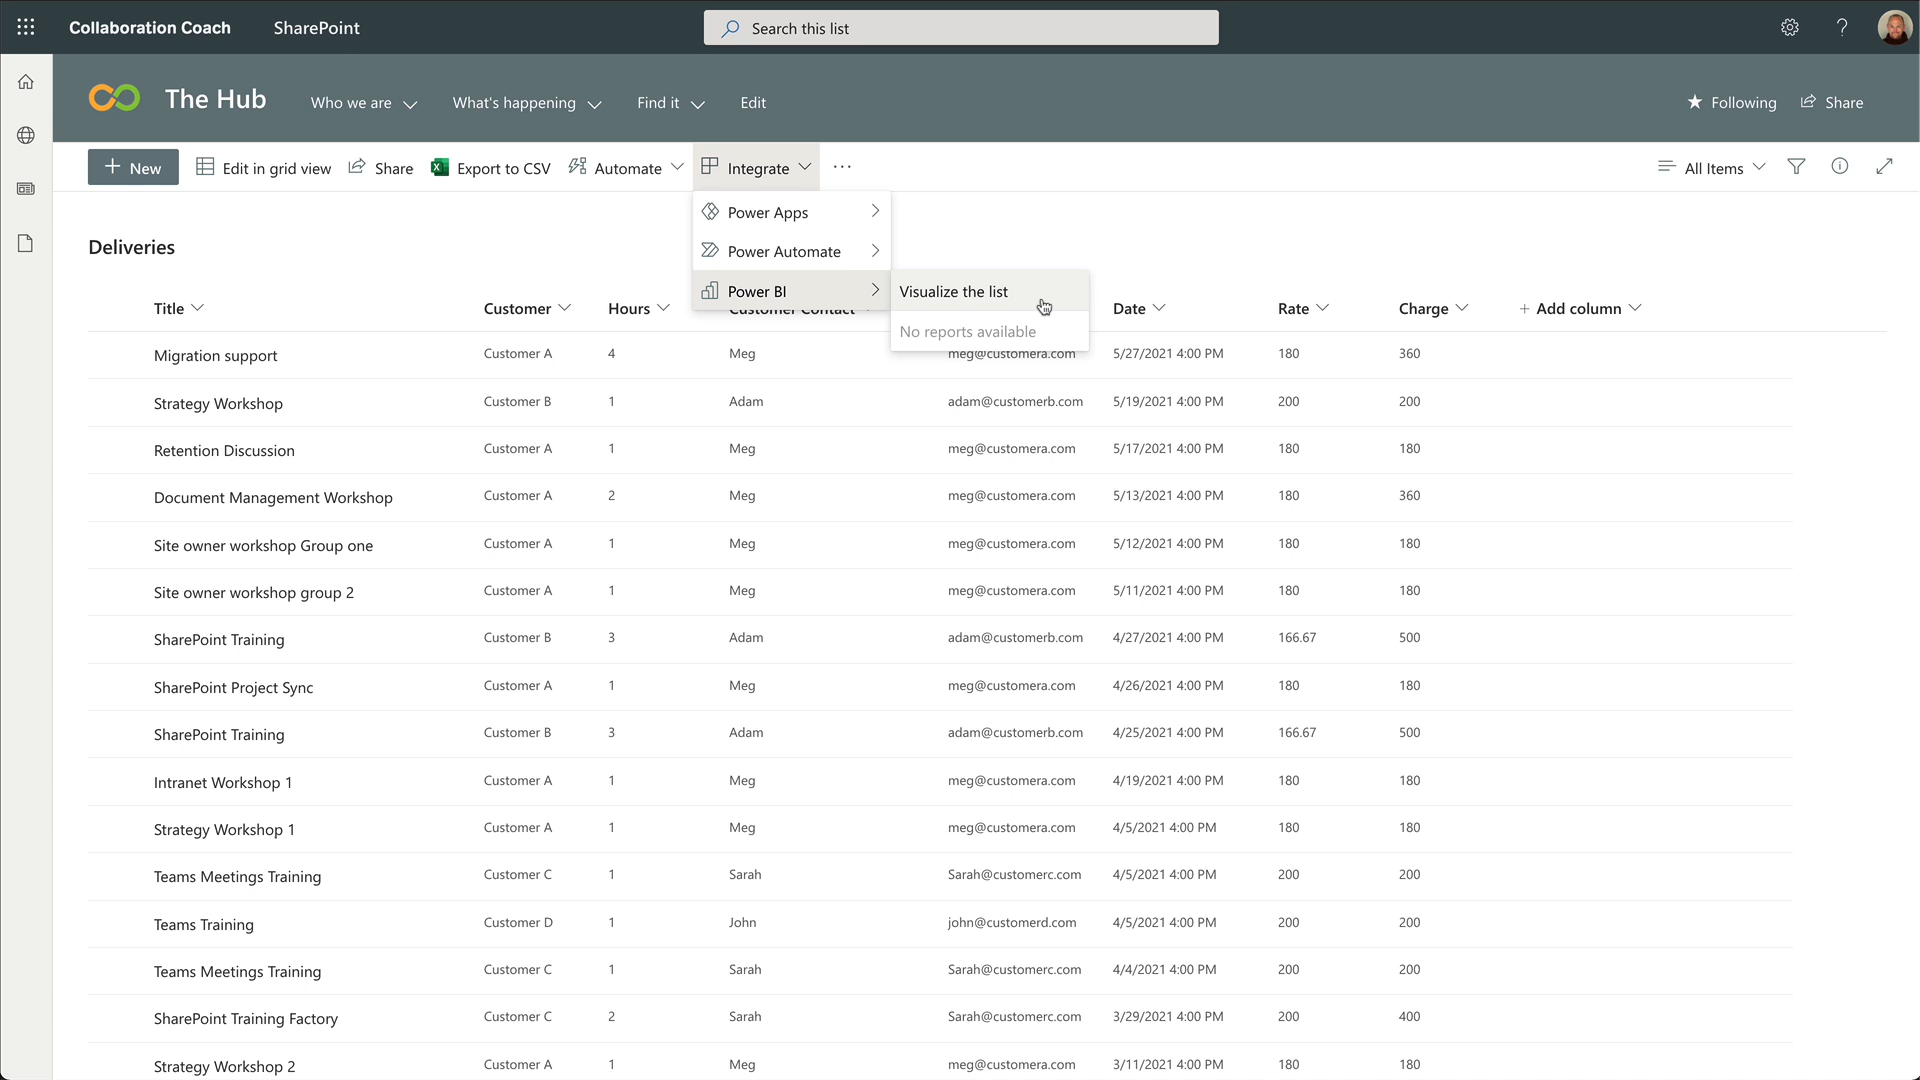 Collaboration Coach SharePoint Search this list
The Hub Who we are What's happening Find it Edit Following Share
New Edit in grid view Share Export to CSV Automate Integrate All Items
Power Apps
Power Automate
Power BI
Visualize the list
No reports available
Deliveries
Title Customer Hours Customer Contact Date Rate Charge + Add column
Migration support Customer A 4 Meg meg@customera.com 5/27/2021 4:00 PM 180 360
Strategy Workshop Customer B 1 Adam adam@customerb.com 5/19/2021 4:00 PM 200 200
Retention Discussion Customer A 1 Meg meg@customera.com 5/17/2021 4:00 PM 180 180
Document Management Workshop Customer A 2 Meg meg@customera.com 5/13/2021 4:00 PM 180 360
Site owner workshop Group one Customer A 1 Meg meg@customera.com 5/12/2021 4:00 PM 180 180
Site owner workshop group 2 Customer A 1 Meg meg@customera.com 5/11/2021 4:00 PM 180 180
SharePoint Training Customer B 3 Adam adam@customerb.com 4/27/2021 4:00 PM 166.67 500
SharePoint Project Sync Customer A 1 Meg meg@customera.com 4/26/2021 4:00 PM 180 180
SharePoint Training Customer B 3 Adam adam@customerb.com 4/25/2021 4:00 PM 166.67 500
Intranet Workshop 1 Customer A 1 Meg meg@customera.com 4/19/2021 4:00 PM 180 180
Strategy Workshop 1 Customer A 1 Meg meg@customera.com 4/5/2021 4:00 PM 180 180
Teams Meetings Training Customer C 1 Sarah Sarah@customerc.com 4/5/2021 4:00 PM 200 200
Teams Training Customer D 1 John john@customerd.com 4/5/2021 4:00 PM 200 200
Teams Meetings Training Customer C 1 Sarah Sarah@customerc.com 4/4/2021 4:00 PM 200 200
SharePoint Training Factory Customer C 2 Sarah Sarah@customerc.com 3/29/2021 4:00 PM 200 400
Strategy Workshop 2 Customer A 1 Meg meg@customera.com 3/11/2021 4:00 PM 180 180